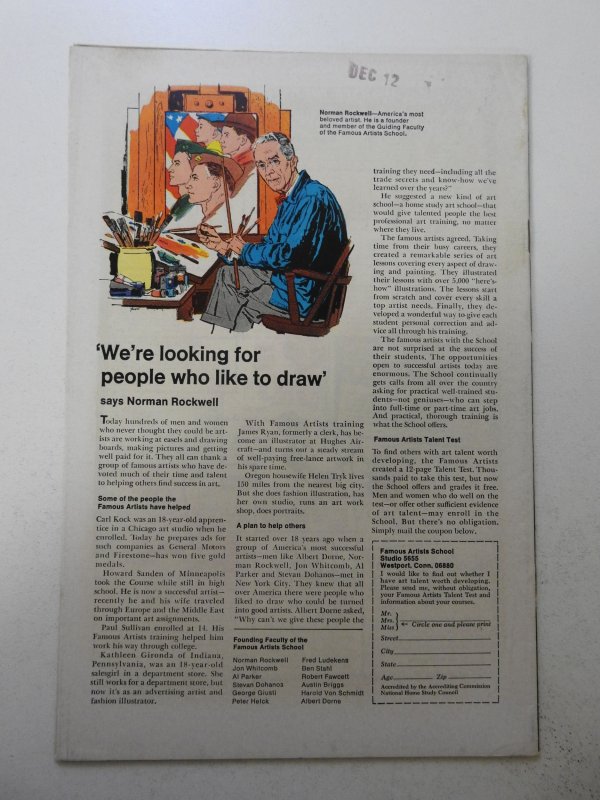 DEC 12
Norman Rockwell—America's most
beloved artist. He is a founder
and member of the Guiding Faculty
of the Famous Artists School.
'We're looking for
people who like to draw'
says Norman Rockwell
Today hundreds of men and women
who never thought they could be art-
ists are working at easels and drawing
boards, making pictures and getting
well paid for it. They all can thank a
group of famous artists who have de-
voted much of their time and talent
to helping others find success in art.
Some of the people the
Famous Artists have helped
Carl Kock was an 18-year-old appren-
tice in a Chicago art studio when he
enrolled. Today he prepares ads for
such companies as General Motors
and Firestone—has won five gold
medals.
Howard Sanden of Minneapolis
took the Course while still in high
school. He is now a successful artist—
recently he and his wife traveled
through Europe and the Middle East
on important art assignments.
Paul Sullivan enrolled at 14. His
Famous Artists training helped him
work his way through college.
Kathleen Gironda of Indiana,
Pennsylvania, was an 18-year-old
salesgirl in a department store. She
still works for a department store, but
now it's as an advertising artist and
fashion illustrator.
With Famous Artists training
James Ryan, formerly a clerk, has be-
come an illustrator at Hughes Air-
craft—and turns out a steady stream
of well-paying free-lance artwork in
his spare time.
Oregon housewife Helen Tryk lives
150 miles from the nearest big city.
But she does fashion illustration, has
her own studio, runs an art work
shop, does portraits.
A plan to help others
It started over 18 years ago when a
group of America's most successful
artists—men like Albert Dorne, Nor-
man Rockwell, Jon Whitcomb, Al
Parker and Stevan Dohanos—met in
New York City. They knew that all
over America there were people who
liked to draw who could be turned
into good artists. Albert Dorne asked,
"Why can't we give these people the
Founding Faculty of the
Famous Artists School
Norman Rockwell
Jon Whitcomb
Al Parker
Stevan Dohanos
George Giusti
Peter Helck
Fred Ludekens
Ben Stahl
Robert Fawcett
Austin Briggs
Harold Von Schmidt
Albert Dorne
training they need—including all the
trade secrets and know-how we've
learned over the years?"
He suggested a new kind of art
school—a home study art school—that
would give talented people the best
professional art training, no matter
where they live.
The famous artists agreed. Taking
time from their busy careers, they
created a remarkable series of art
lessons covering every aspect of draw-
ing and painting. They illustrated
their lessons with over 5,000 "here's-
how" illustrations. The lessons start
from scratch and cover every skill a
top artist needs. Finally, they de-
veloped a wonderful way to give each
student personal correction and ad-
vice all through his training.
The famous artists with the School
are not surprised at the success of
their students. The opportunities
open to successful artists today are
enormous. The School continually
gets calls from all over the country
asking for practical well-trained stu-
dents—not geniuses—who can step
into full-time or part-time art jobs.
And practical, thorough training is
what the School offers.
Famous Artists Talent Test
To find others with art talent worth
developing, the Famous Artists
created a 12-page Talent Test. Thou-
sands paid to take this test, but now
the School offers and grades it free.
Men and women who do well on the
test—or offer other sufficient evidence
of art talent—may enroll in the
School. But there's no obligation.
Simply mail the coupon below.
Famous Artists School
Studio 5655
Westport, Conn. 06880
I would like to find out whether I
have art talent worth developing.
Please send me, without obligation,
your Famous Artists Talent Test and
information about your courses.
Mr.
Mrs. ← Circle one and please print
Miss
Street
City
State
Age Zip
Accredited by the Accrediting Commission
National Home Study Council